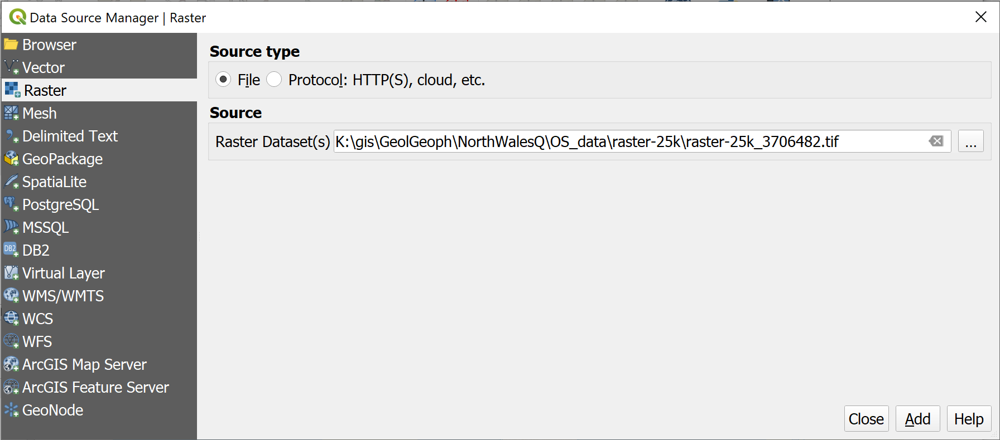 Data Source Manager | Raster
Browser
Vector
Raster
Mesh
Delimited Text
GeoPackage
SpatiaLite
PostgreSQL
MSSQL
DB2
DB2
Virtual Layer
WMS/WMTS
WCS
WFS
ArcGIS Map Server
ArcGIS Feature Server
GeoNode
Source type
File
Protocol: HTTP(S), cloud, etc.
Source
Raster Dataset(s) K:\gis\GeolGeoph\NorthWalesQ\OS_data\raster-25k\raster-25k_3706482.tif ...
Close Add Help